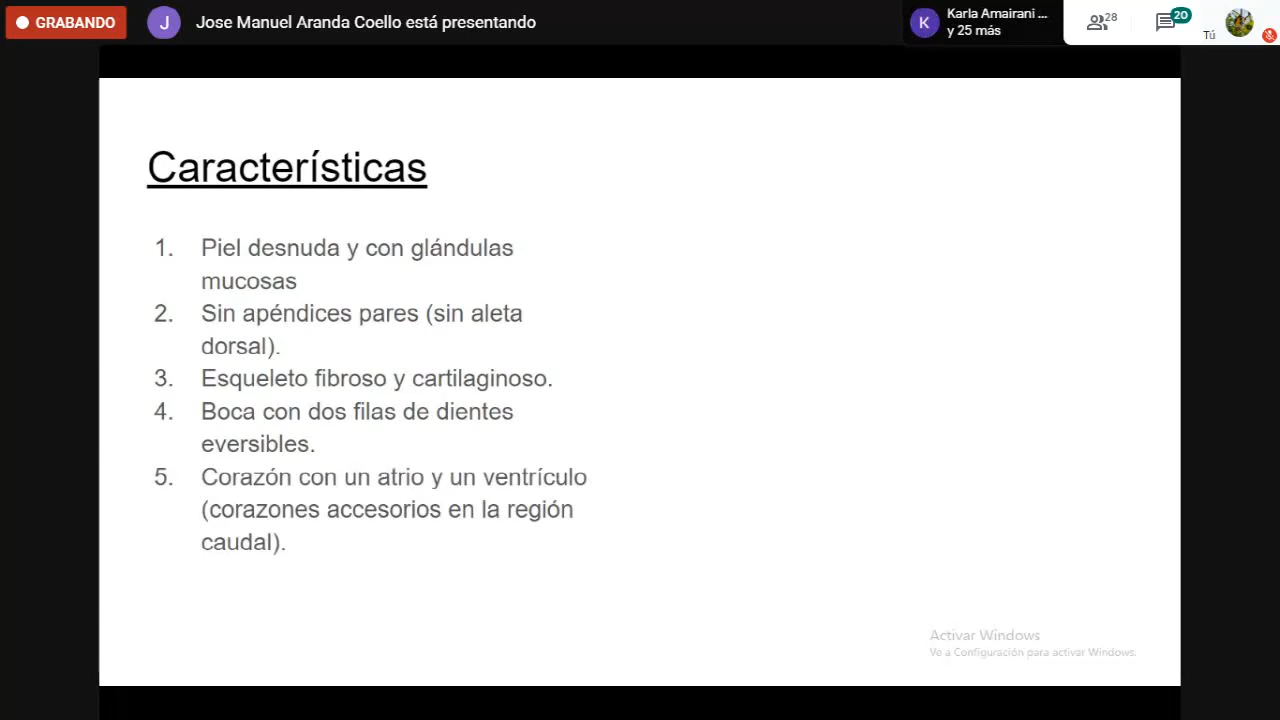 GRABANDO
J
Jose Manuel Aranda Coello está presentando
K
Karla Amairani ...
y 25 más
28
20
Tú
Características
1. Piel desnuda y con glándulas
mucosas
2. Sin apéndices pares (sin aleta
dorsal).
3. Esqueleto fibroso y cartilaginoso.
4. Boca con dos filas de dientes
eversibles.
5. Corazón con un atrio y un ventrículo
(corazones accesorios en la región
caudal).
Activar Windows
Ve a Configuración para activar Windows.